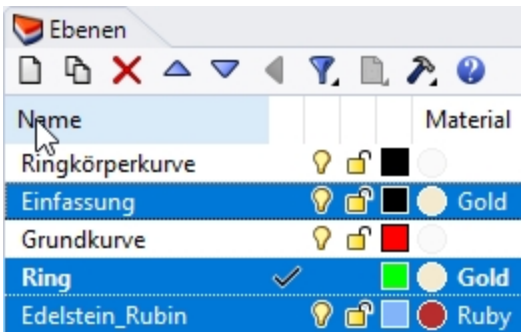 Ebenen
Name Material
Ringkörperkurve
Einfassung Gold
Grundkurve
Ring Gold
Edelstein_Rubin Ruby